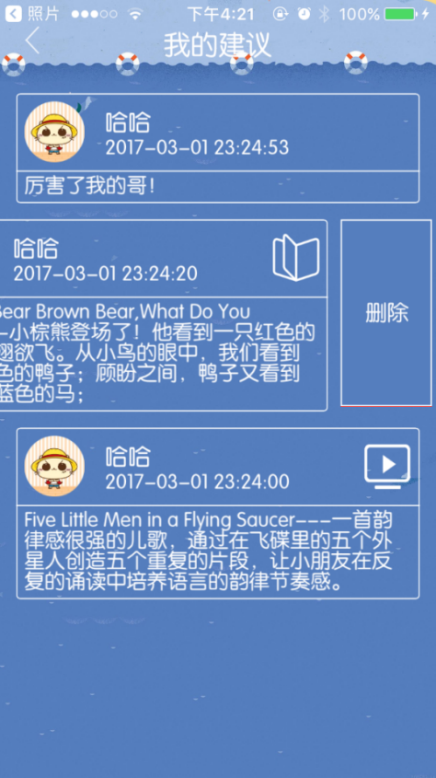 照片
下午4:21
100%
我的建议
哈哈
2017-03-01 23:24:53
厉害了我的哥!
哈哈
2017-03-01 23:24:20
删除
Bear Brown Bear,What Do You
-小棕熊登场了!他看到一只红色的
翅欲飞。从小鸟的眼中,我们看到
色的鸭子;顾盼之间,鸭子又看到
蓝色的马;
哈哈
2017-03-01 23:24:00
Five Little Men in a Flying Saucer---一首韵
律感很强的儿歌,通过在飞碟里的五个外
星人创造五个重复的片段,让小朋友在反
复的诵读中培养语言的韵律节奏感。